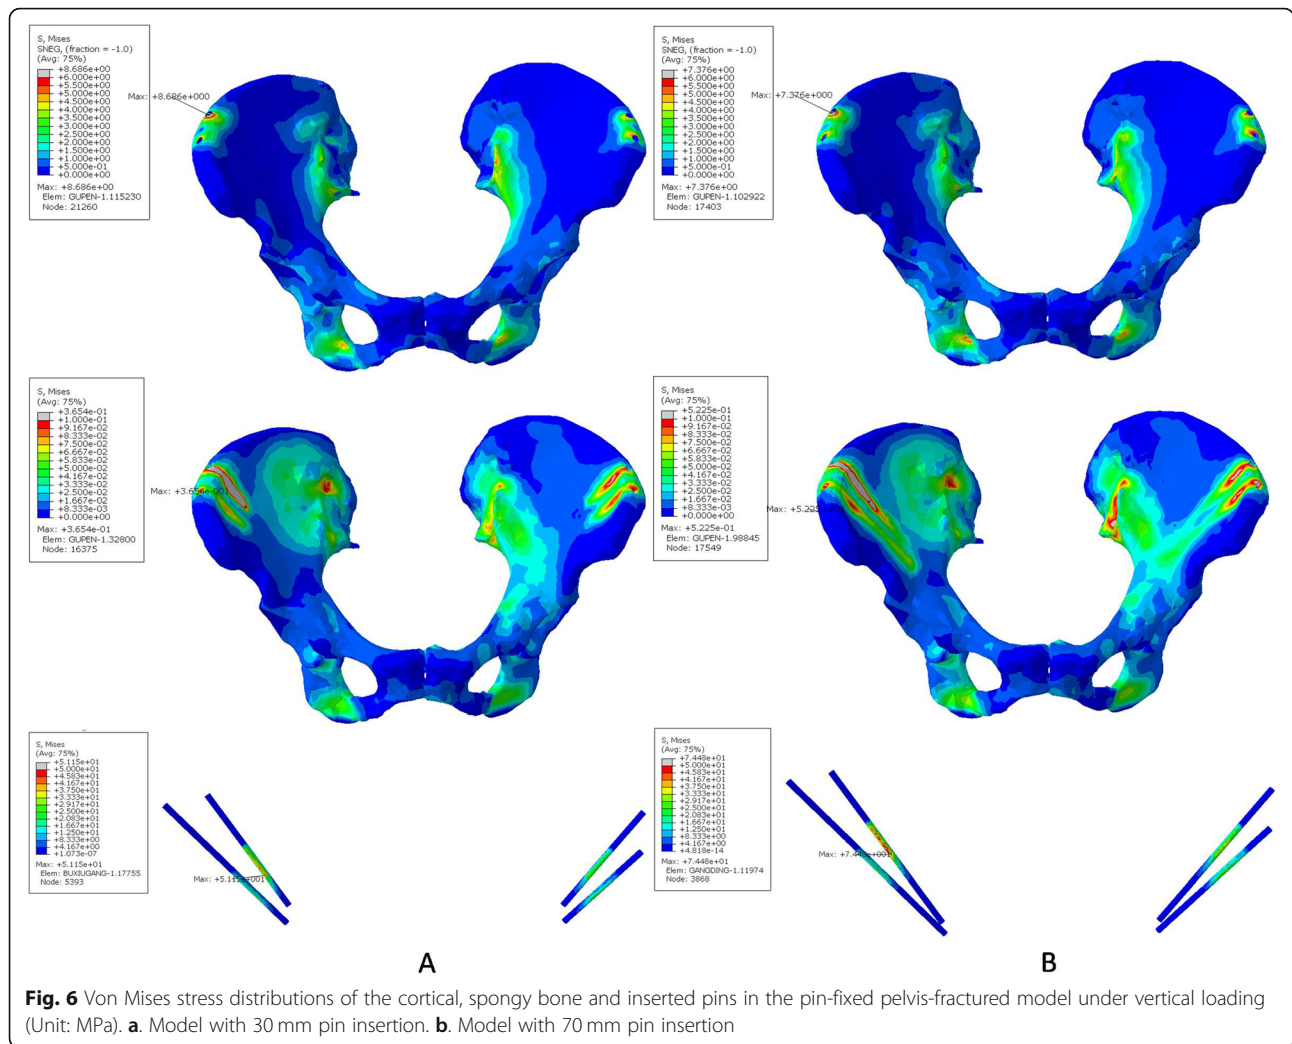 S, Mises
SNEG, (fraction = -1.0)
(Avg: 75%)
+8.686e+00
+6.000e+00
+5.500e+00
+5.000e+00
+4.500e+00
+4.000e+00
+3.500e+00
+3.000e+00
+2.500e+00
+2.000e+00
+1.500e+00
+1.000e+00
+5.000e-01
+0.000e+00
Max: +8.686e+00
Elem: GUPEN-1.115230
Node: 21260
Max: +8.686e+000
S, Mises
SNEG, (fraction = -1.0)
(Avg: 75%)
+7.376e+00
+6.000e+00
+5.500e+00
+5.000e+00
+4.500e+00
+4.000e+00
+3.500e+00
+3.000e+00
+2.500e+00
+2.000e+00
+1.500e+00
+1.000e+00
+5.000e-01
+0.000e+00
Max: +7.376e+00
Elem: GUPEN-1.102922
Node: 17403
Max: +7.376e+000
S, Mises
(Avg: 75%)
+3.654e-01
+1.000e-01
+9.167e-02
+8.333e-02
+7.500e-02
+6.667e-02
+5.833e-02
+5.000e-02
+4.167e-02
+3.333e-02
+2.500e-02
+1.667e-02
+8.333e-03
+0.000e+00
Max: +3.654e-01
Elem: GUPEN-1.32800
Node: 16375
Max: +3.654e-001
S, Mises
(Avg: 75%)
+5.225e-01
+1.000e-01
+9.167e-02
+8.333e-02
+7.500e-02
+6.667e-02
+5.833e-02
+5.000e-02
+4.167e-02
+3.333e-02
+2.500e-02
+1.667e-02
+8.333e-03
+0.000e+00
Max: +5.225e-01
Elem: GUPEN-1.98845
Node: 17549
Max: +5.225e-001
S, Mises
(Avg: 75%)
+5.115e+01
+5.000e+01
+4.583e+01
+4.167e+01
+3.750e+01
+3.333e+01
+2.917e+01
+2.500e+01
+2.083e+01
+1.667e+01
+1.250e+01
+8.333e+00
+4.167e+00
+1.073e-07
Max: +5.115e+01
Elem: BUXIUGANG-1.17755
Node: 5393
Max: +5.115e+001
S, Mises
(Avg: 75%)
+7.448e+01
+5.000e+01
+4.583e+01
+4.167e+01
+3.750e+01
+3.333e+01
+2.917e+01
+2.500e+01
+2.083e+01
+1.667e+01
+1.250e+01
+8.333e+00
+4.167e+00
+4.818e-14
Max: +7.448e+01
Elem: GANGDING-1.11974
Node: 3868
Max: +7.448e+001
A
B
Fig. 6 Von Mises stress distributions of the cortical, spongy bone and inserted pins in the pin-fixed pelvis-fractured model under vertical loading
(Unit: MPa). a. Model with 30 mm pin insertion. b. Model with 70 mm pin insertion